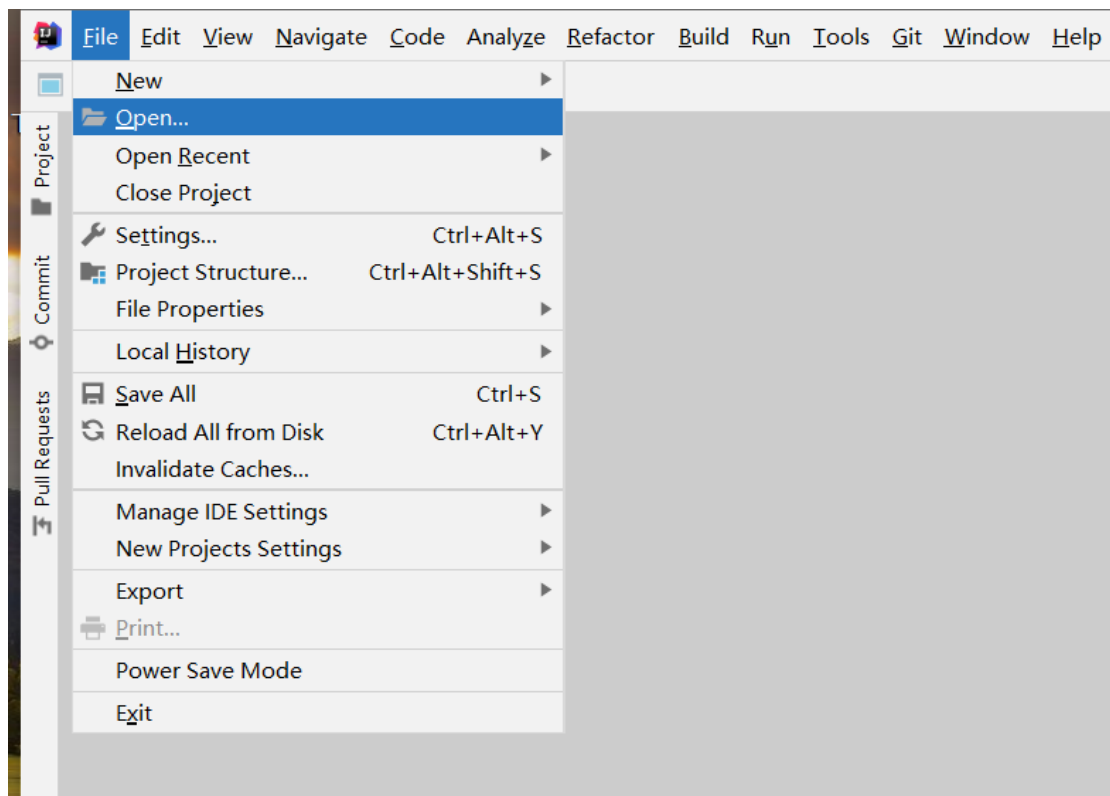 IJ
File Edit View Navigate Code Analyze Refactor Build Run Tools Git Window Help
New
Open...
Open Recent
Close Project
Settings... Ctrl+Alt+S
Project Structure... Ctrl+Alt+Shift+S
File Properties
Local History
Save All Ctrl+S
Reload All from Disk Ctrl+Alt+Y
Invalidate Caches...
Manage IDE Settings
New Projects Settings
Export
Print...
Power Save Mode
Exit
Project
Commit
Pull Requests